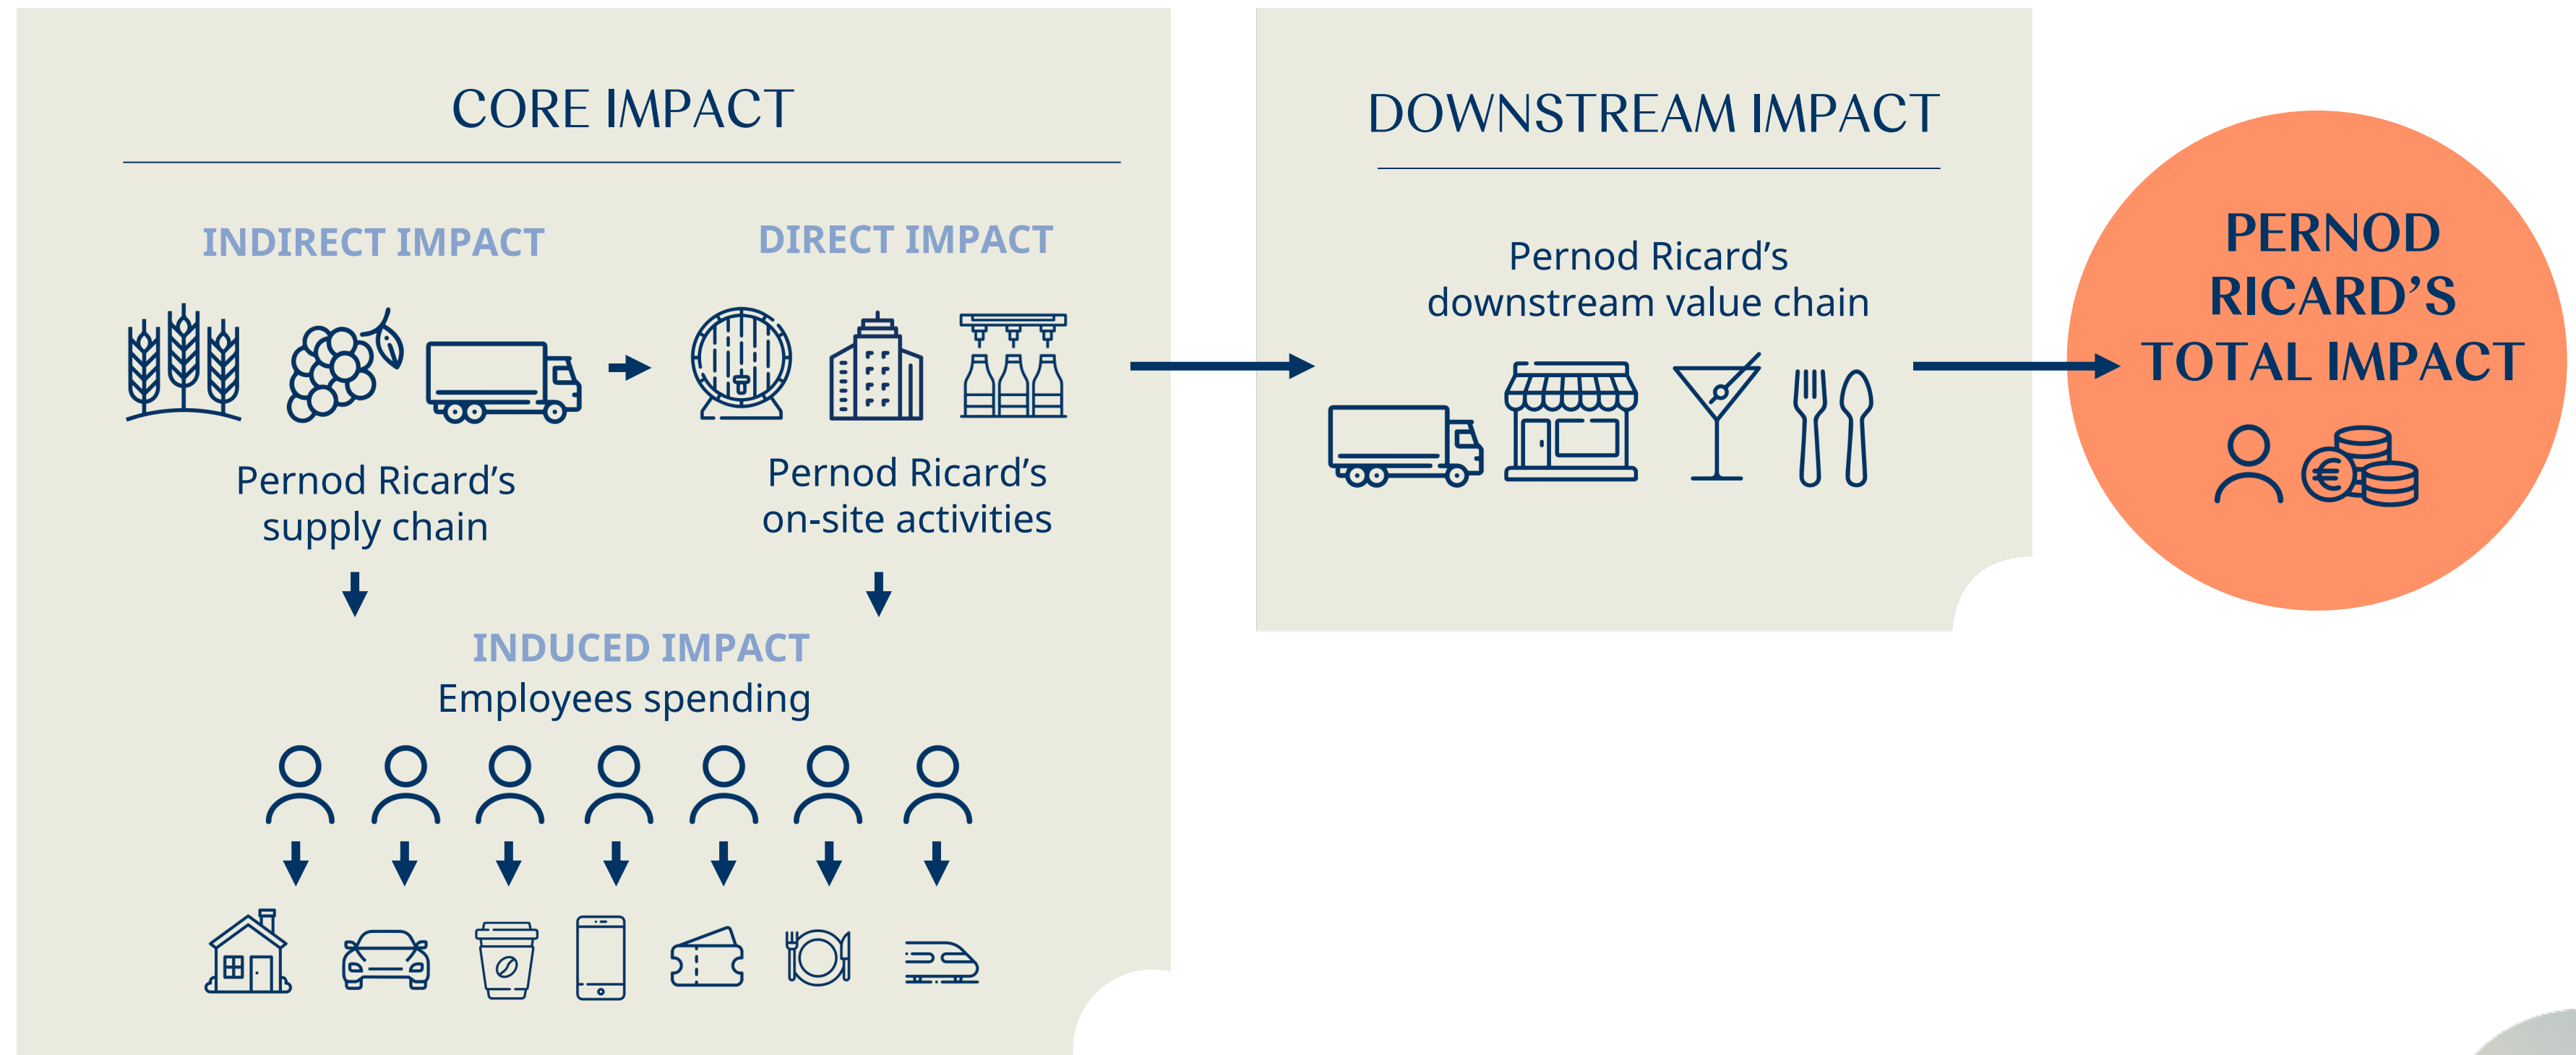 CORE IMPACT
INDIRECT IMPACT
Pernod Ricard’s
supply chain
DIRECT IMPACT
Pernod Ricard’s
on-site activities
INDUCED IMPACT
Employees spending
DOWNSTREAM IMPACT
Pernod Ricard’s
downstream value chain
PERNOD
RICARD’S
TOTAL IMPACT
€